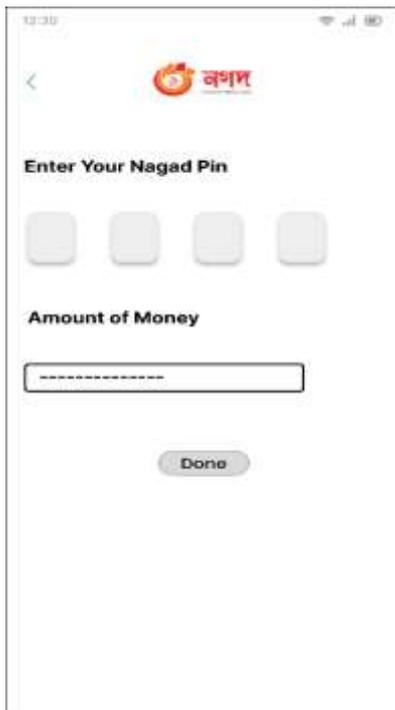 12:30
নগদ
Enter Your Nagad Pin
Amount of Money
--------------
Done